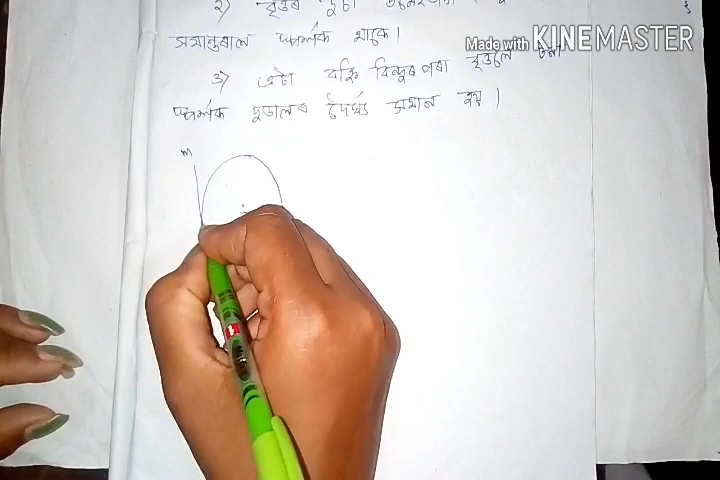 ২) বৃত্তৰ দুটা
সমান্তৰাল স্পৰ্শক থাকে।
Made with KINEMASTER
৩) এটা বহিঃ বিন্দুৰ পৰা বৃত্তলৈ টনা
স্পৰ্শক দুডালৰ দৈৰ্ঘ্য সমান হয়।
m